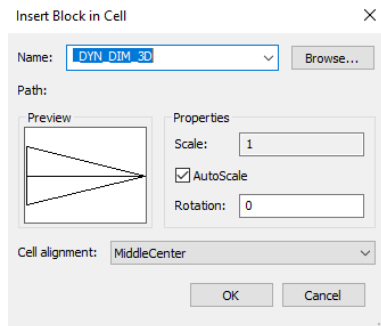 Insert Block in Cell
Name: _DYN_DIM_3D Browse...
Path:
Preview
Properties
Scale: 1
AutoScale
Rotation: 0
Cell alignment: MiddleCenter
OK Cancel